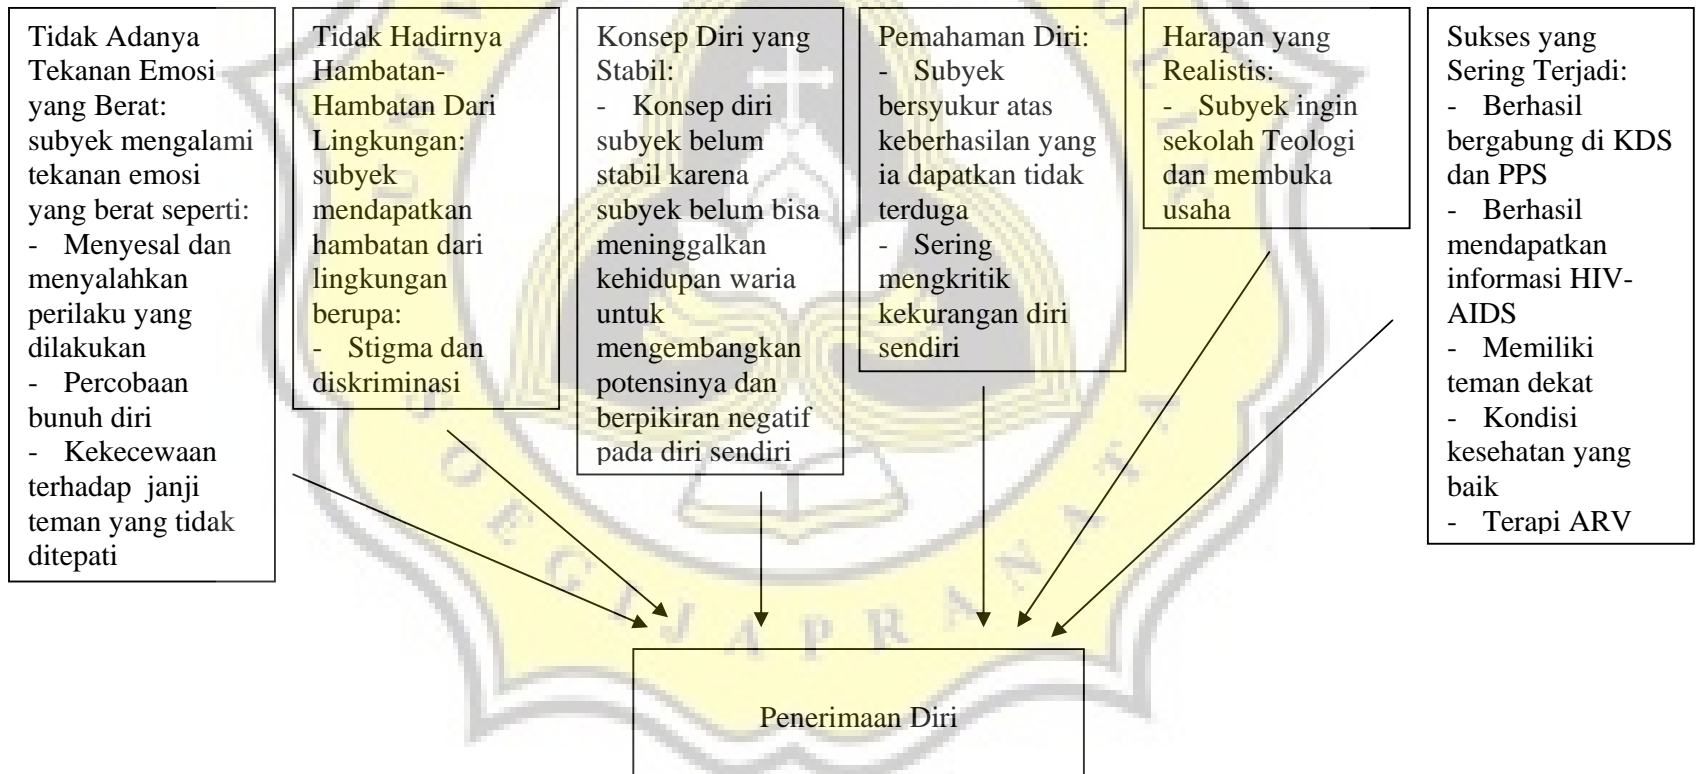 Tidak Adanya
Tekanan Emosi
yang Berat:
subyek mengalami
tekanan emosi
yang berat seperti:
- Menyesal dan
menyalahkan
perilaku yang
dilakukan
- Percobaan
bunuh diri
- Kekecewaan
terhadap janji
teman yang tidak
ditepati
Tidak Hadirnya
Hambatan-
Hambatan Dari
Lingkungan:
subyek
mendapatkan
hambatan dari
lingkungan
berupa:
- Stigma dan
diskriminasi
Konsep Diri yang
Stabil:
- Konsep diri
subyek belum
stabil karena
subyek belum bisa
meninggalkan
kehidupan waria
untuk
mengembangkan
potensinya dan
berpikiran negatif
pada diri sendiri
Pemahaman Diri:
- Subyek
bersyukur atas
keberhasilan yang
ia dapatkan tidak
terduga
- Sering
mengkritik
kekurangan diri
sendiri
Harapan yang
Realistis:
- Subyek ingin
sekolah Teologi
dan membuka
usaha
Sukses yang
Sering Terjadi:
- Berhasil
bergabung di KDS
dan PPS
- Berhasil
mendapatkan
informasi HIV-
AIDS
- Memiliki
teman dekat
- Kondisi
kesehatan yang
baik
- Terapi ARV
SOEGIJAPRANATA
Penerimaan Diri